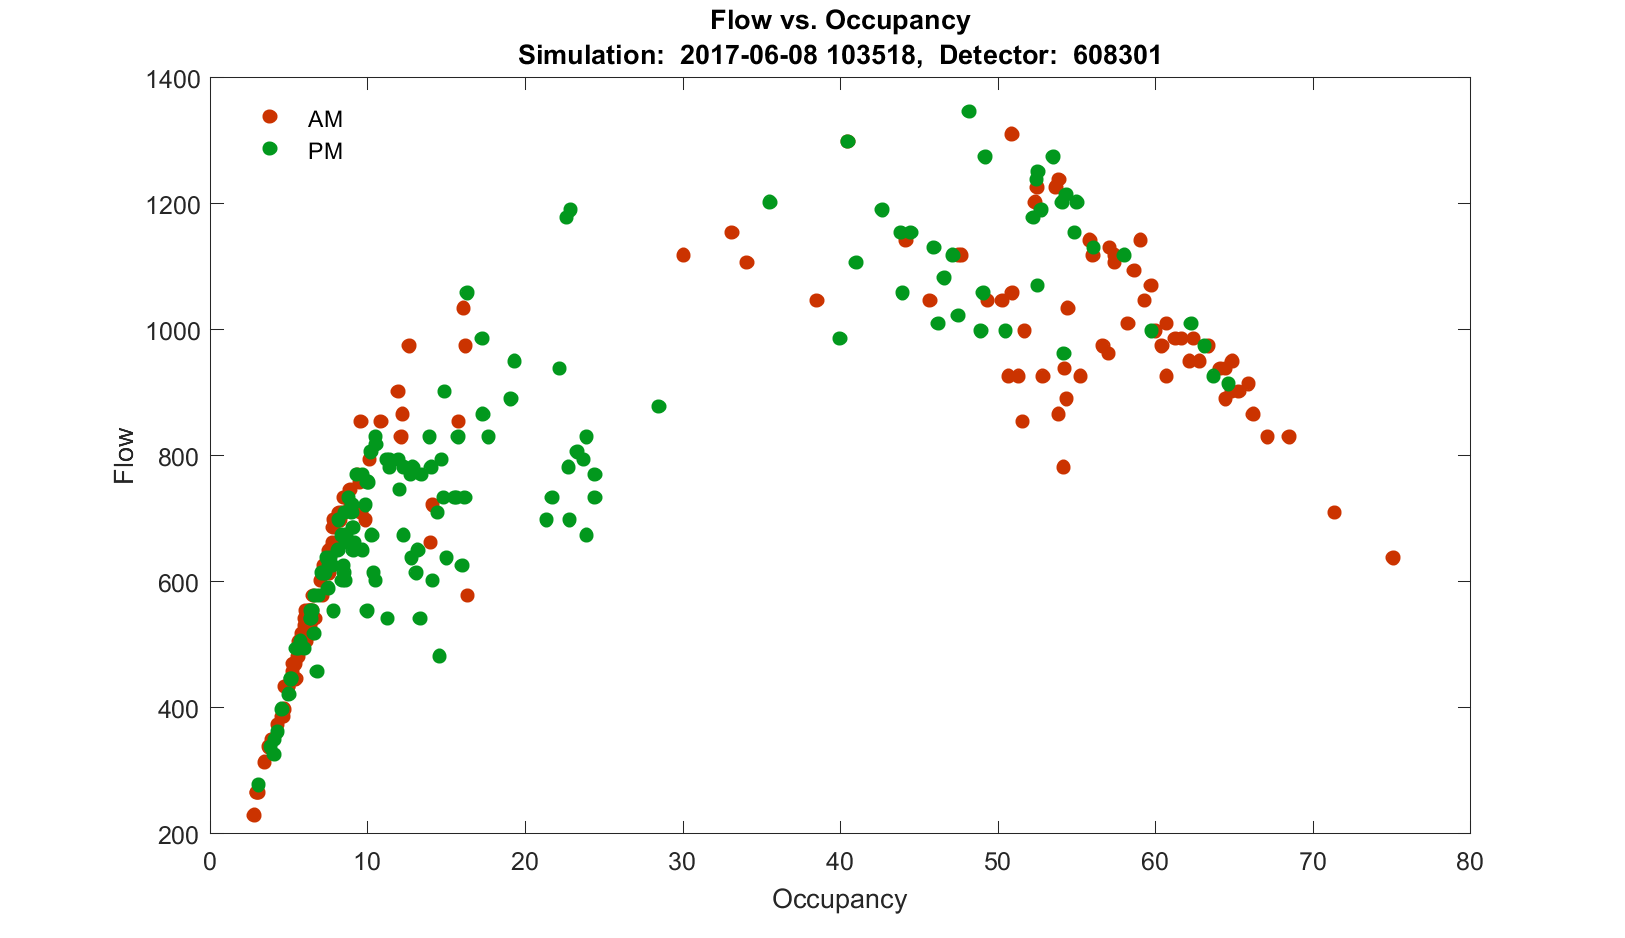 Flow vs. Occupancy
Simulation:  2017-06-08 103518,  Detector:  608301
1400
AM
PM
1200
1000
800
Flow
600
400
200
0 10 20 30 40 50 60 70 80
Occupancy